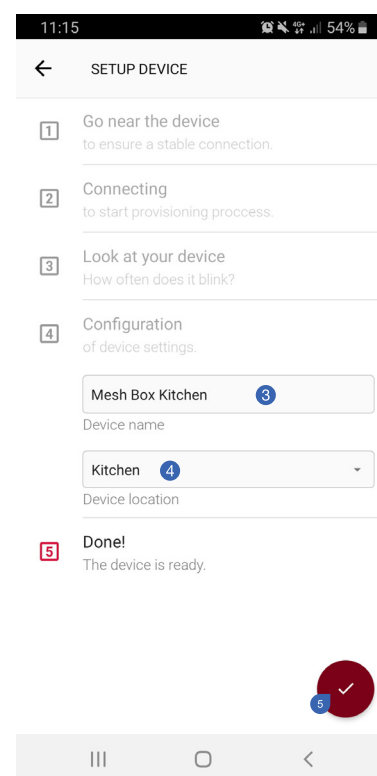 11:15 4G+ 54%
SETUP DEVICE
1 Go near the device
to ensure a stable connection.
2 Connecting
to start provisioning proccess.
3 Look at your device
How often does it blink?
4 Configuration
of device settings.
Mesh Box Kitchen 3
Device name
Kitchen 4
Device location
5 Done!
The device is ready.
5